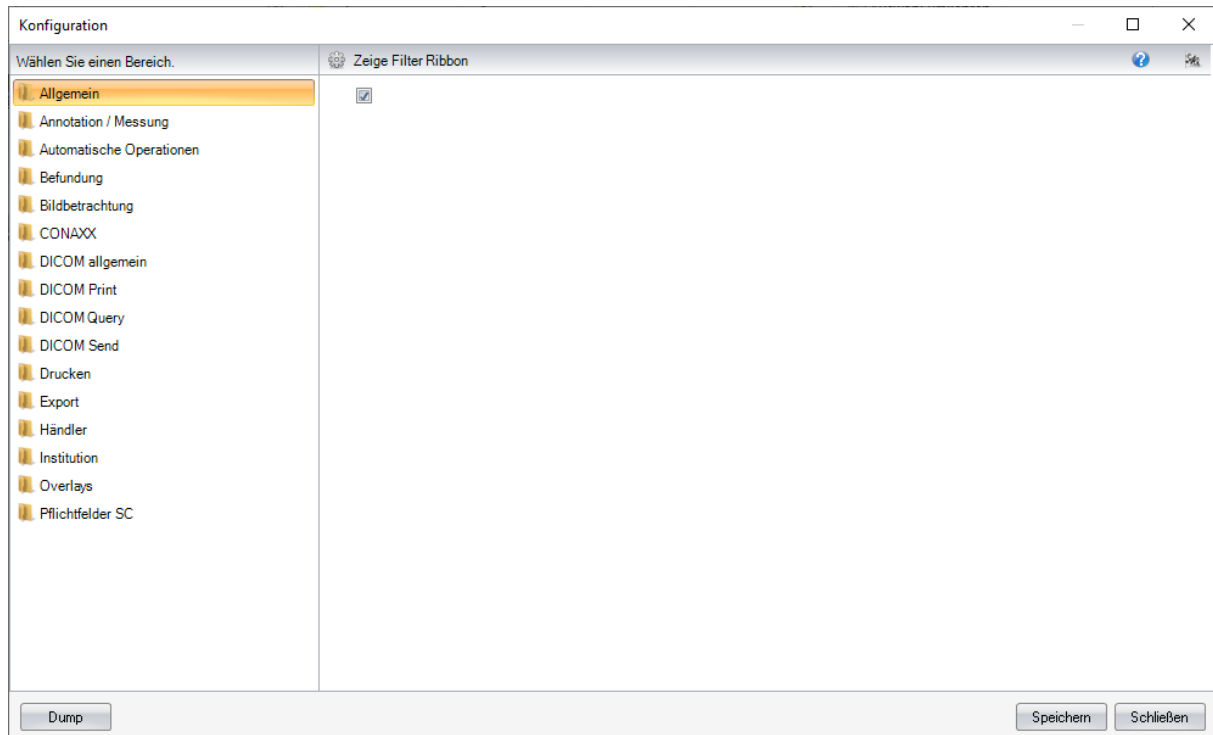 Konfiguration
Wählen Sie einen Bereich.
Zeige Filter Ribbon
Allgemein
Annotation / Messung
Automatische Operationen
Befundung
Bildbetrachtung
CONAXX
DICOM allgemein
DICOM Print
DICOM Query
DICOM Send
Drucken
Export
Händler
Institution
Overlays
Pflichtfelder SC
Dump
Speichern
Schließen